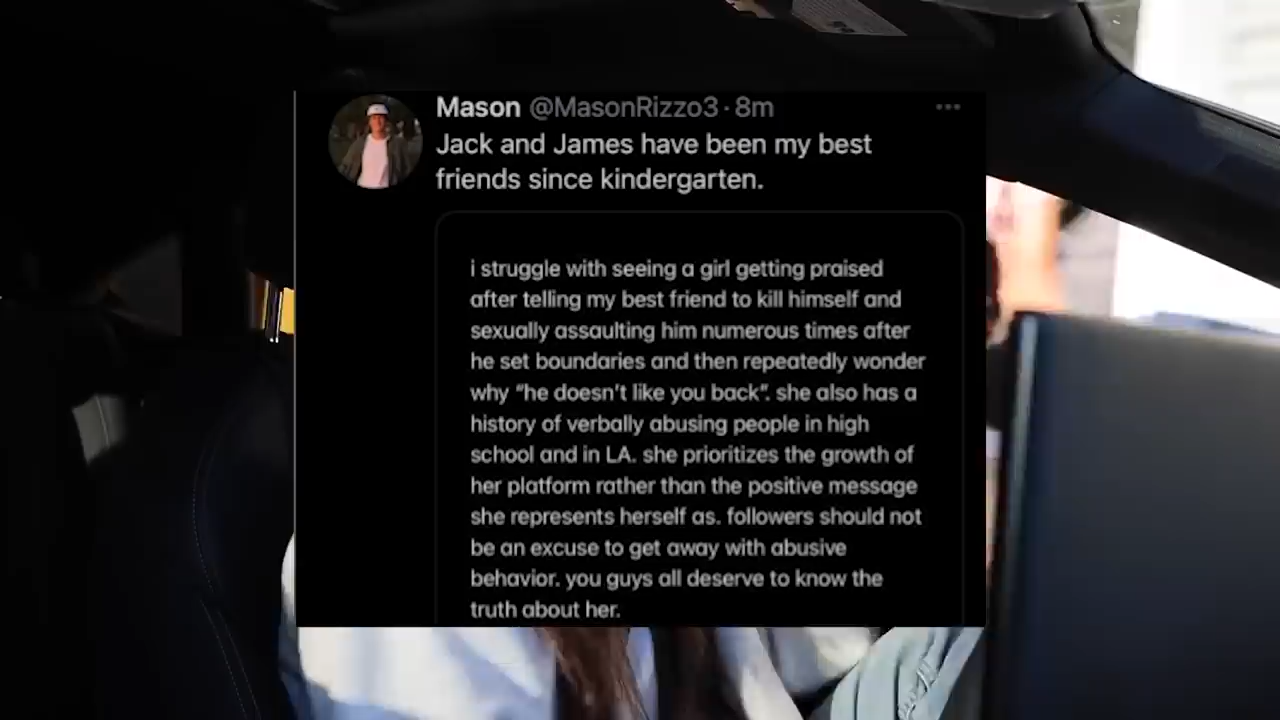 Mason @MasonRizzo3 · 8m
Jack and James have been my best
friends since kindergarten.
i struggle with seeing a girl getting praised
after telling my best friend to kill himself and
sexually assaulting him numerous times after
he set boundaries and then repeatedly wonder
why “he doesn’t like you back”. she also has a
history of verbally abusing people in high
school and in LA. she prioritizes the growth of
her platform rather than the positive message
she represents herself as. followers should not
be an excuse to get away with abusive
behavior. you guys all deserve to know the
truth about her.